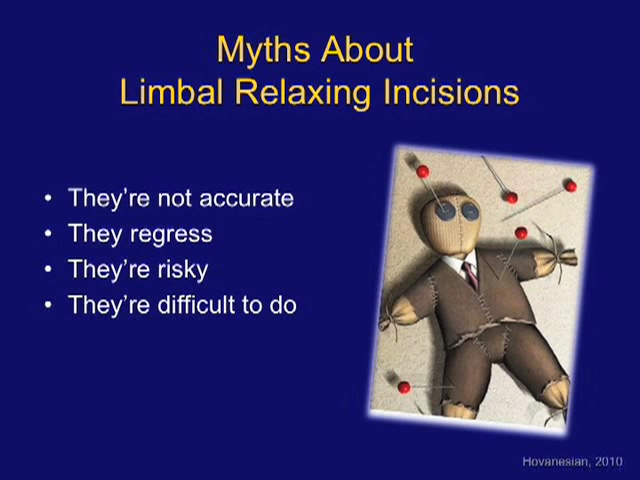 Myths About
Limbal Relaxing Incisions
• They're not accurate
• They regress
• They're risky
• They're difficult to do
Hovanesian, 2010